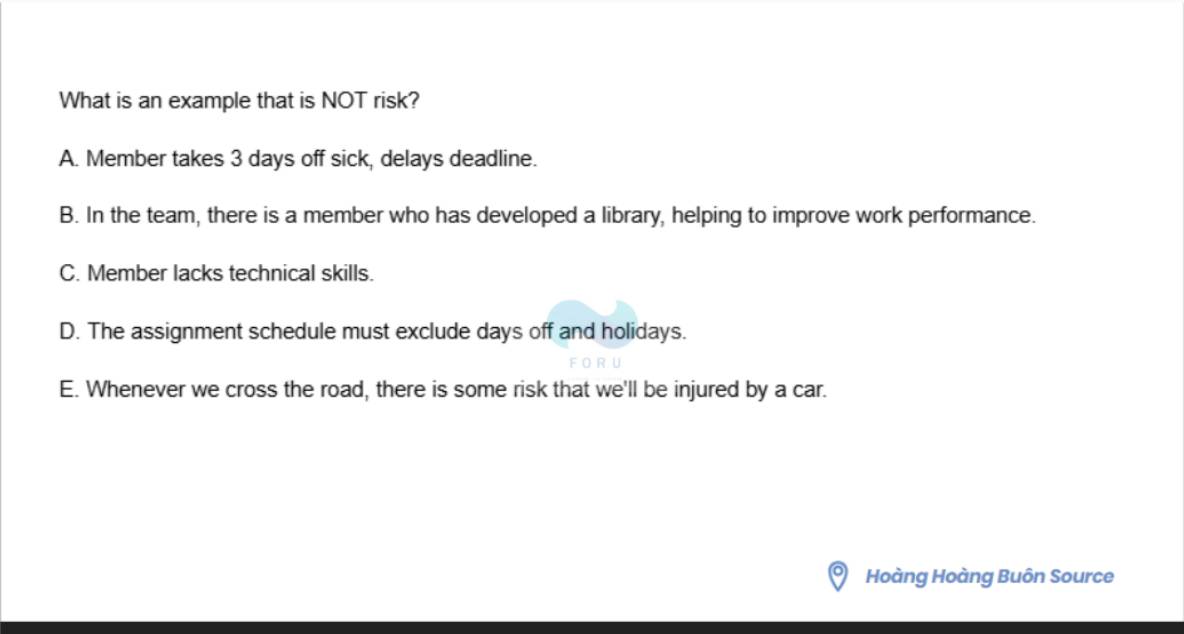 What is an example that is NOT risk?
A. Member takes 3 days off sick, delays deadline.
B. In the team, there is a member who has developed a library, helping to improve work performance.
C. Member lacks technical skills.
D. The assignment schedule must exclude days off and holidays.
FORU
E. Whenever we cross the road, there is some risk that we'll be injured by a car.
Hoàng Hoàng Buôn Source